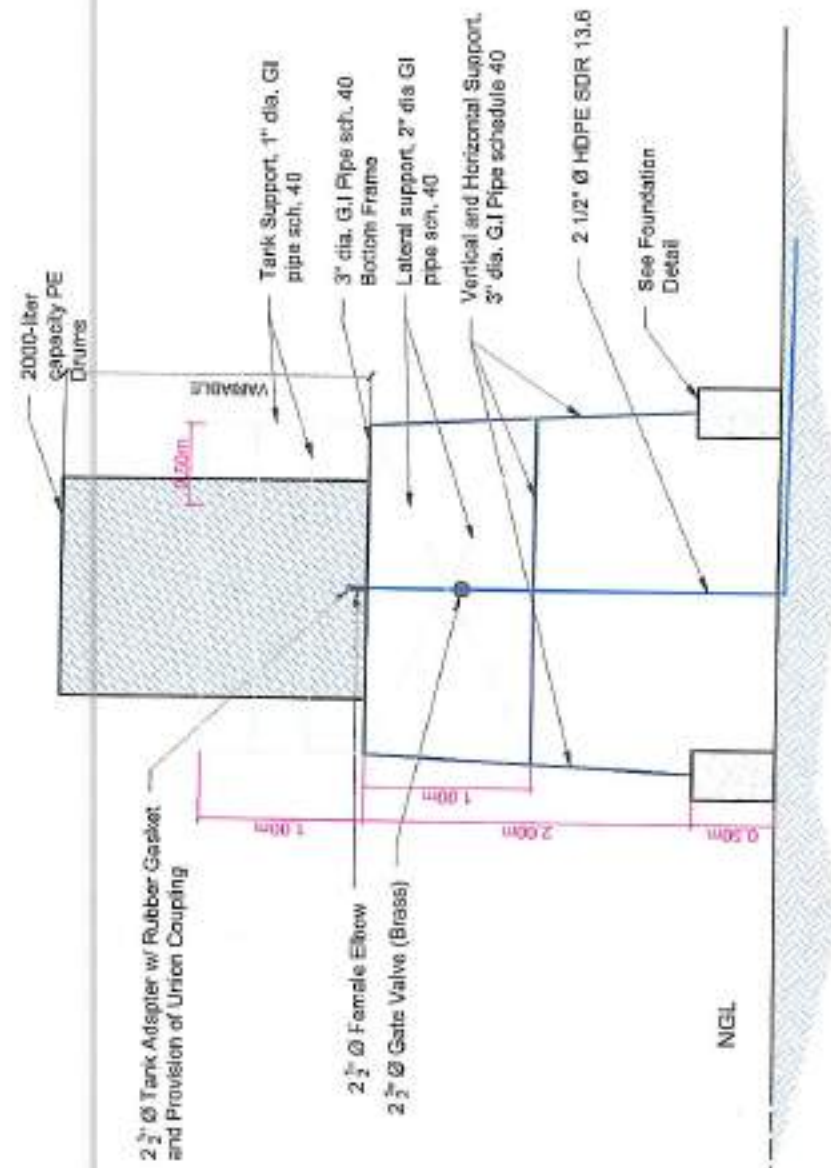 2000-liter
capacity PE
Drums
Tank Support, 1" dia. GI
pipe sch. 40
VARIABLE
3" dia. G.I Pipe sch. 40
Bottom Frame
0.50m
Lateral support, 2" dia GI
pipe sch. 40
Vertical and Horizontal Support,
3" dia. G.I Pipe schedule 40
2 1/2" Ø HDPE SDR 13.6
See Foundation
Detail
2 1/2" Ø Tank Adapter w/ Rubber Gasket
and Provision of Union Coupling
2 1/2" Ø Female Elbow
2 1/2" Ø Gate Valve (Brass)
1.00m
1.00m
2.00m
0.50m
NGL